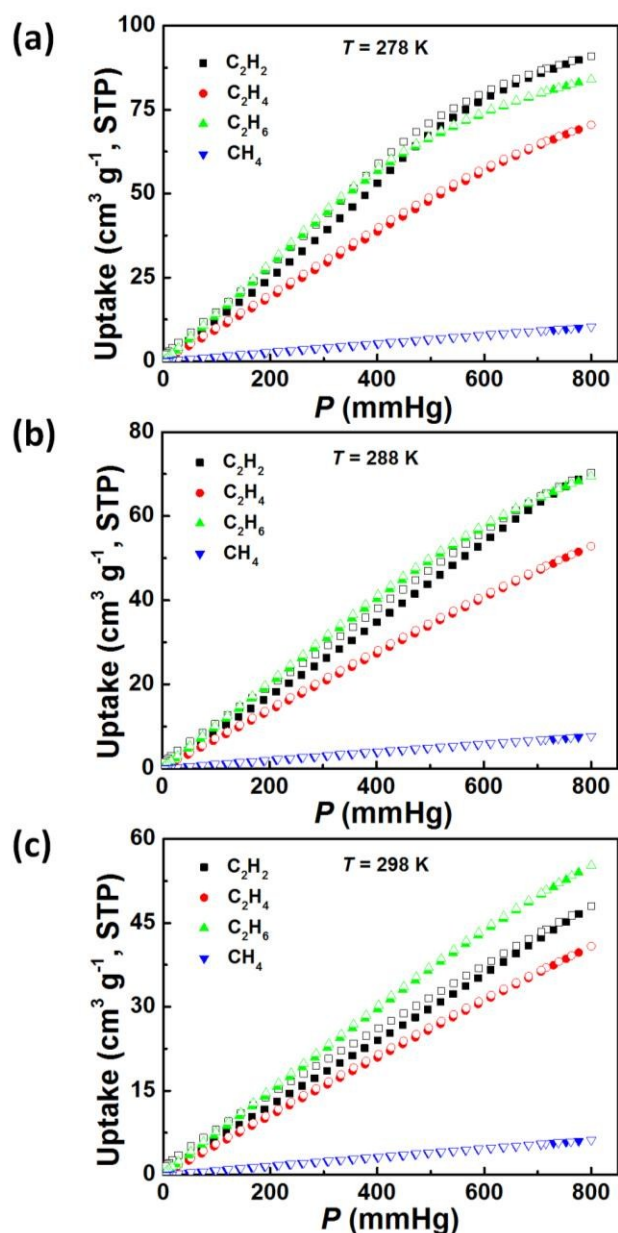 (a)
T = 278 K
C₂H₂
C₂H₄
C₂H₆
CH₄
100
75
50
25
0
Uptake (cm³ g⁻¹, STP)
0 200 400 600 800
P (mmHg)
(b)
T = 288 K
C₂H₂
C₂H₄
C₂H₆
CH₄
80
60
40
20
0
Uptake (cm³ g⁻¹, STP)
0 200 400 600 800
P (mmHg)
(c)
T = 298 K
C₂H₂
C₂H₄
C₂H₆
CH₄
60
45
30
15
0
Uptake (cm³ g⁻¹, STP)
0 200 400 600 800
P (mmHg)